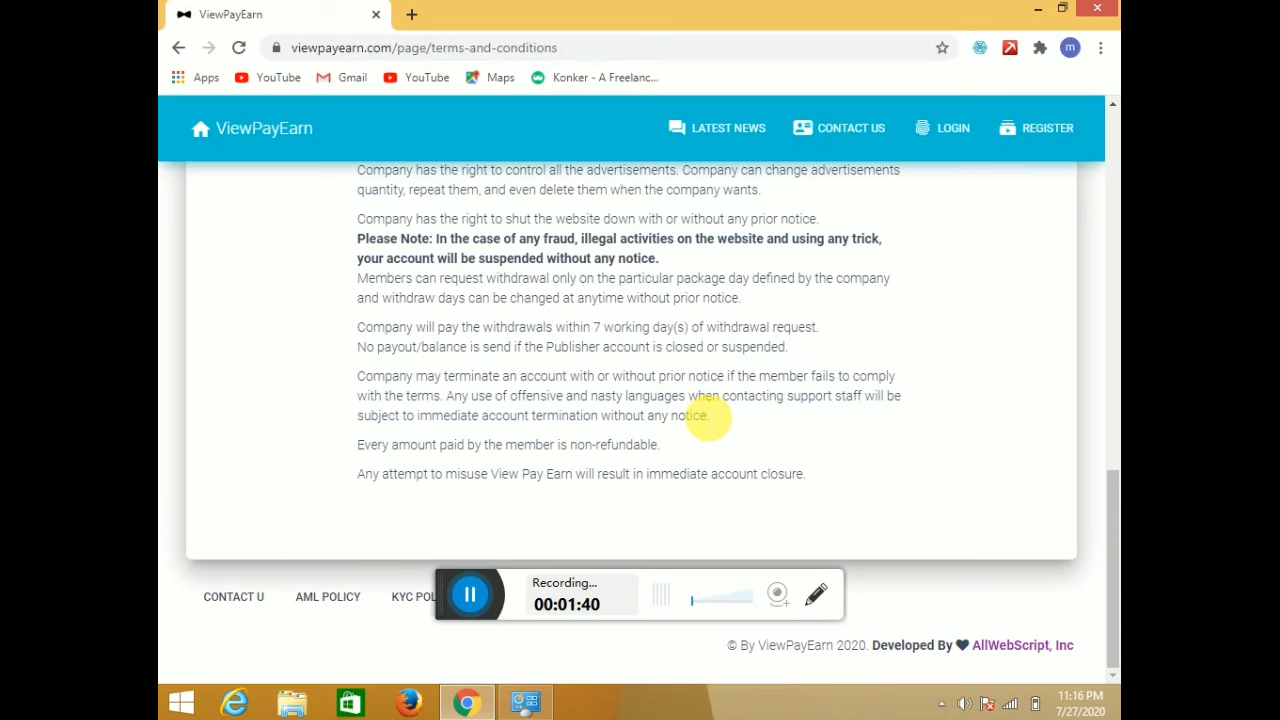 ViewPayEarn
viewpayearn.com/page/terms-and-conditions
m
Apps YouTube Gmail YouTube Maps Konker - A Freelanc...
ViewPayEarn LATEST NEWS CONTACT US LOGIN REGISTER
Company has the right to control all the advertisements. Company can change advertisements
quantity, repeat them, and even delete them when the company wants.
Company has the right to shut the website down with or without any prior notice.
Please Note: In the case of any fraud, illegal activities on the website and using any trick,
your account will be suspended without any notice.
Members can request withdrawal only on the particular package day defined by the company
and withdraw days can be changed at anytime without prior notice.
Company will pay the withdrawals within 7 working day(s) of withdrawal request.
No payout/balance is send if the Publisher account is closed or suspended.
Company may terminate an account with or without prior notice if the member fails to comply
with the terms. Any use of offensive and nasty languages when contacting support staff will be
subject to immediate account termination without any notice.
Every amount paid by the member is non-refundable.
Any attempt to misuse View Pay Earn will result in immediate account closure.
Recording...
00:01:40
CONTACT U AML POLICY KYC POL
© By ViewPayEarn 2020. Developed By AllWebScript, Inc
11:16 PM
7/27/2020